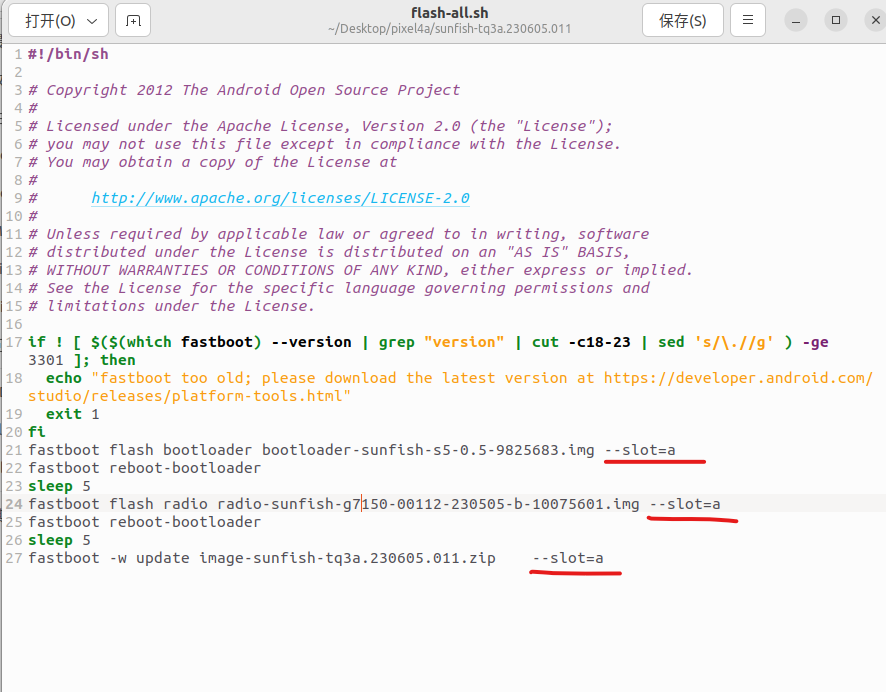 打开(O)
flash-all.sh
~/Desktop/pixel4a/sunfish-tq3a.230605.011
保存(S)
1 #!/bin/sh
2
3 # Copyright 2012 The Android Open Source Project
4 #
5 # Licensed under the Apache License, Version 2.0 (the "License");
6 # you may not use this file except in compliance with the License.
7 # You may obtain a copy of the License at
8 #
9 #      http://www.apache.org/licenses/LICENSE-2.0
10 #
11 # Unless required by applicable law or agreed to in writing, software
12 # distributed under the License is distributed on an "AS IS" BASIS,
13 # WITHOUT WARRANTIES OR CONDITIONS OF ANY KIND, either express or implied.
14 # See the License for the specific language governing permissions and
15 # limitations under the License.
16
17 if ! [ $($(which fastboot) --version | grep "version" | cut -c18-23 | sed 's/\.//g' ) -ge
3301 ]; then
18   echo "fastboot too old; please download the latest version at https://developer.android.com/
studio/releases/platform-tools.html"
19   exit 1
20 fi
21 fastboot flash bootloader bootloader-sunfish-s5-0.5-9825683.img --slot=a
22 fastboot reboot-bootloader
23 sleep 5
24 fastboot flash radio radio-sunfish-g7150-00112-230505-b-10075601.img --slot=a
25 fastboot reboot-bootloader
26 sleep 5
27 fastboot -w update image-sunfish-tq3a.230605.011.zip    --slot=a